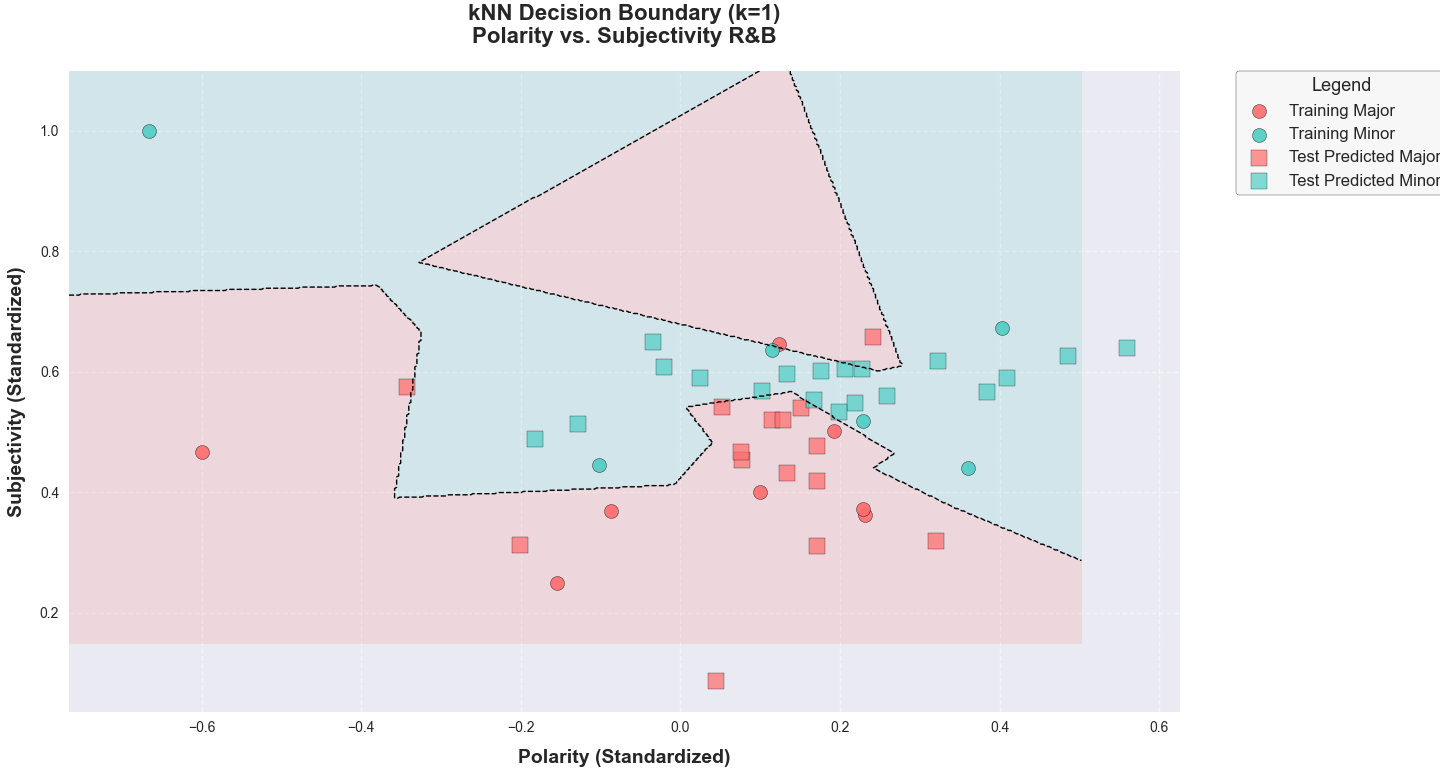 kNN Decision Boundary (k=1)
Polarity vs. Subjectivity R&B
Legend
Training Major
Training Minor
Test Predicted Major
Test Predicted Minor
Subjectivity (Standardized)
1.0
0.8
0.6
0.4
0.2
−0.6
−0.4
−0.2
0.0
0.2
0.4
0.6
Polarity (Standardized)